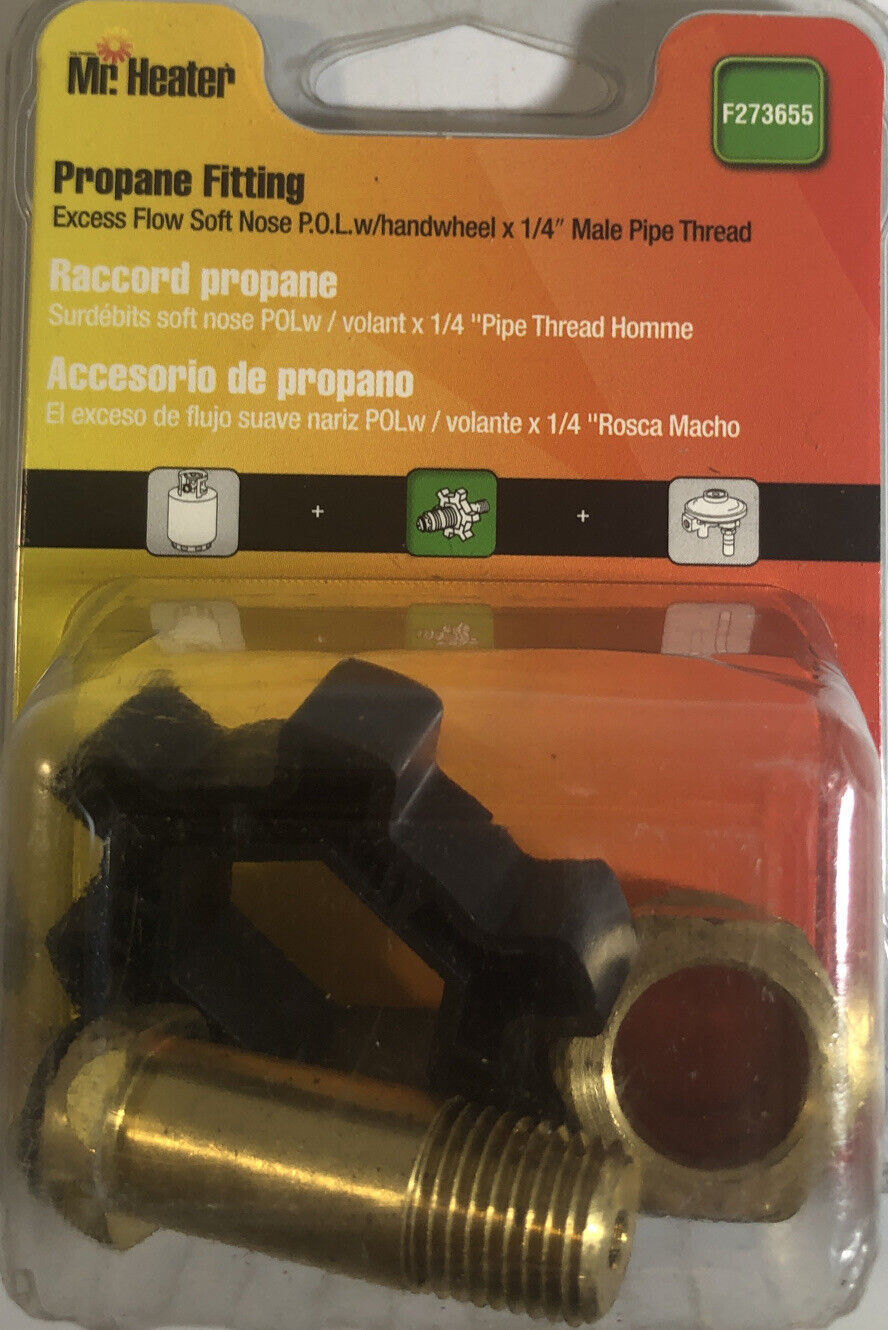 Mr. Heater
F273655
Propane Fitting
Excess Flow Soft Nose P.O.L.w/handwheel x 1/4" Male Pipe Thread
Raccord propane
Surdébits soft nose POLw / volant x 1/4 "Pipe Thread Homme
Accesorio de propano
El exceso de flujo suave nariz POLw / volante x 1/4 "Rosca Macho
+ +